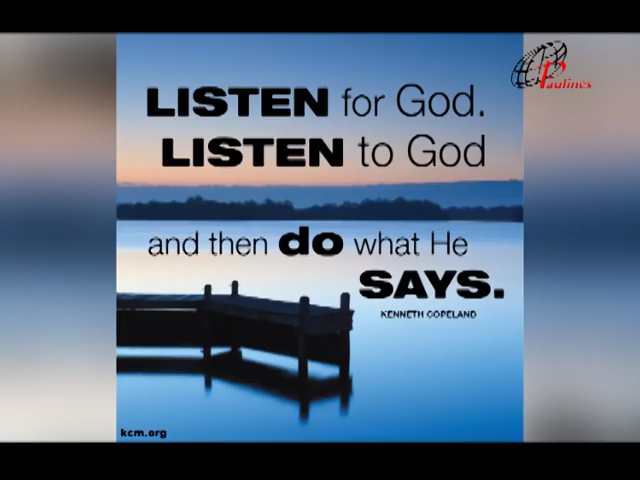 Paulines
LISTEN for God.
LISTEN to God
and then do what He
SAYS.
KENNETH COPELAND
kcm.org